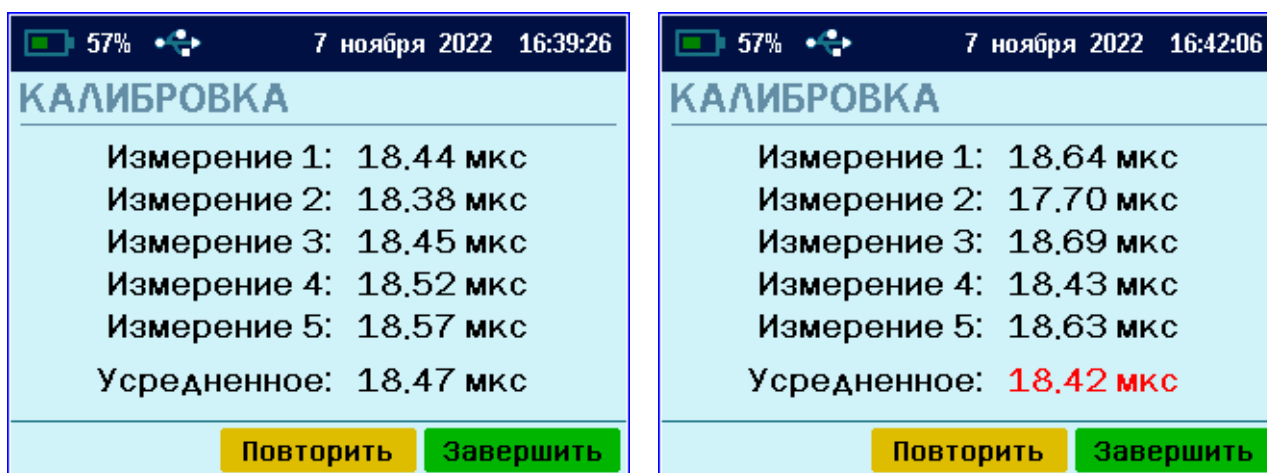 57% 7 ноября 2022 16:39:26
КАЛИБРОВКА
Измерение 1: 18.44 мкс
Измерение 2: 18.38 мкс
Измерение 3: 18.45 мкс
Измерение 4: 18.52 мкс
Измерение 5: 18.57 мкс
Усредненное: 18.47 мкс
Повторить Завершить
57% 7 ноября 2022 16:42:06
КАЛИБРОВКА
Измерение 1: 18.64 мкс
Измерение 2: 17.70 мкс
Измерение 3: 18.69 мкс
Измерение 4: 18.43 мкс
Измерение 5: 18.63 мкс
Усредненное: 18.42 мкс
Повторить Завершить